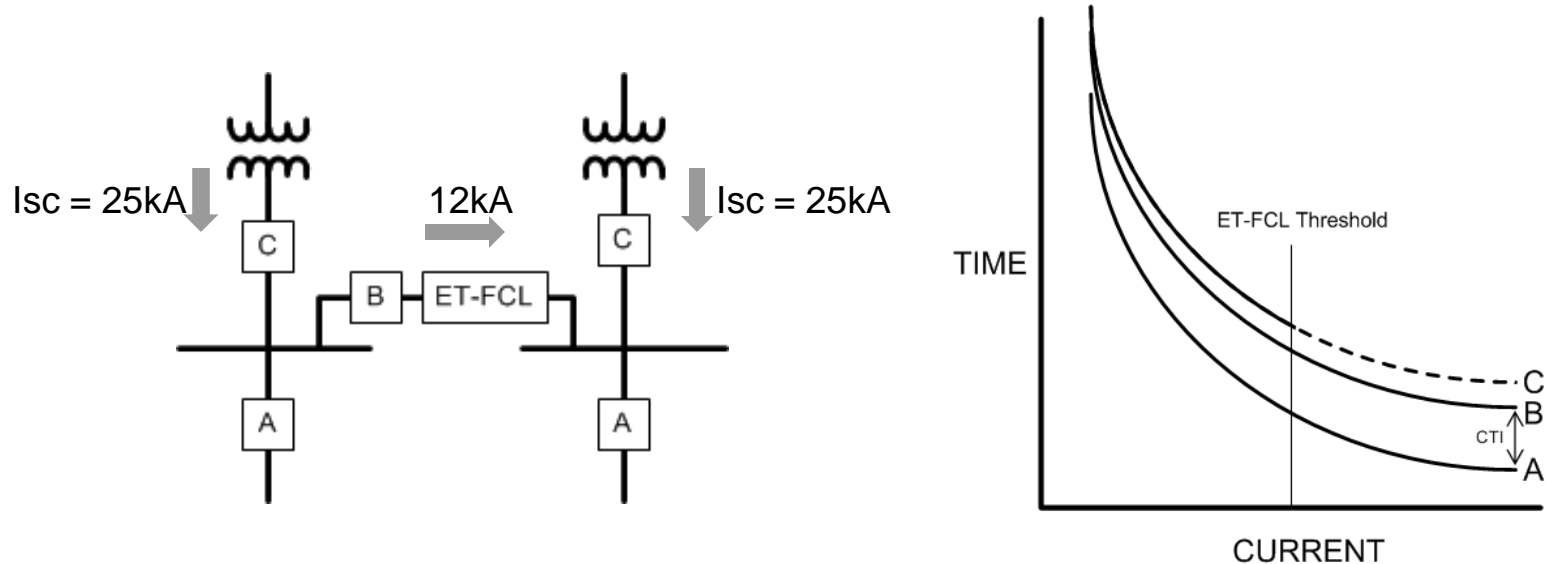 Isc = 25kA
12kA
Isc = 25kA
C
C
B
ET-FCL
A
A
ET-FCL Threshold
TIME
C
B
CTI
A
CURRENT